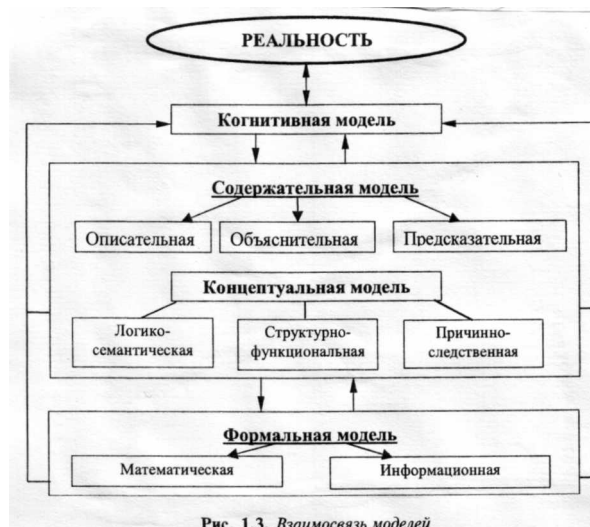 РЕАЛЬНОСТЬ
Когнитивная модель
Содержательная модель
Описательная
Объяснительная
Предсказательная
Концептуальная модель
Логико-
семантическая
Структурно-
функциональная
Причинно-
следственная
Формальная модель
Математическая
Информационная
Рис. 1.3. Взаимосвязь моделей